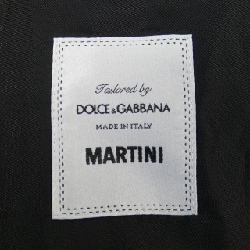 Tailored by:
DOLCE & GABBANA
MADE IN ITALY
MARTINI